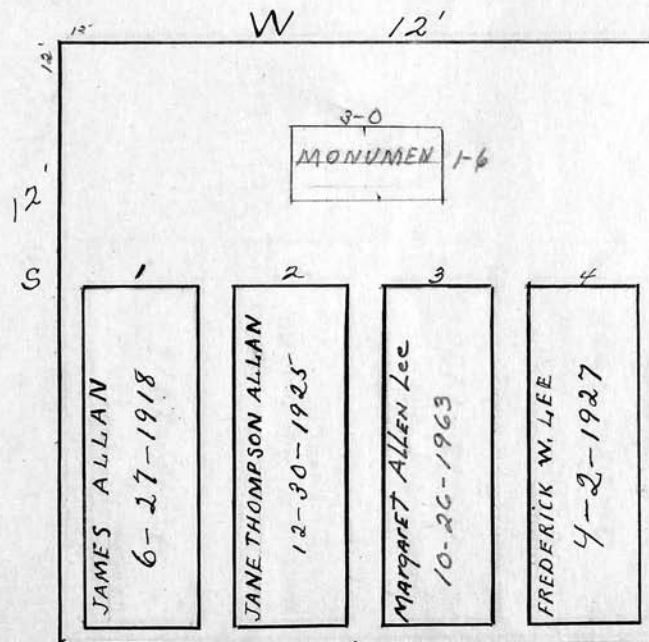 12'
W 12'
12'
12'
S
3-0
MONUMEN 1-6
1
JAMES ALLAN
6-27-1918
2
JANE THOMPSON ALLAN
12-30-1925
3
MARGARET ALLEN Lee
10-26-1963
4
FREDERICK W. LEE
4-2-1927